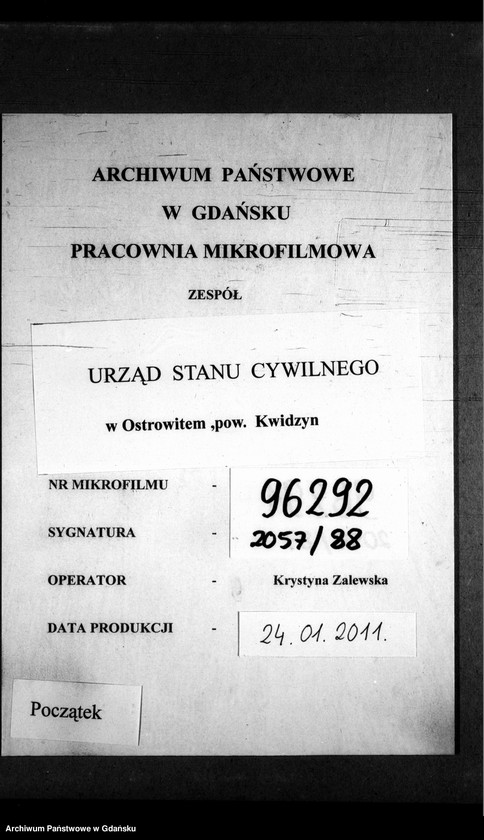 ARCHIWUM PAŃSTWOWE
W GDAŃSKU
PRACOWNIA MIKROFILMOWA
ZESPÓŁ
URZĄD STANU CYWILNEGO
w Ostrowitem ,pow. Kwidzyn
NR MIKROFILMU - 96292
SYGNATURA - 2057/88
OPERATOR - Krystyna Zalewska
DATA PRODUKCJI - 24.01.2011.
Początek
Archiwum Państwowe w Gdańsku